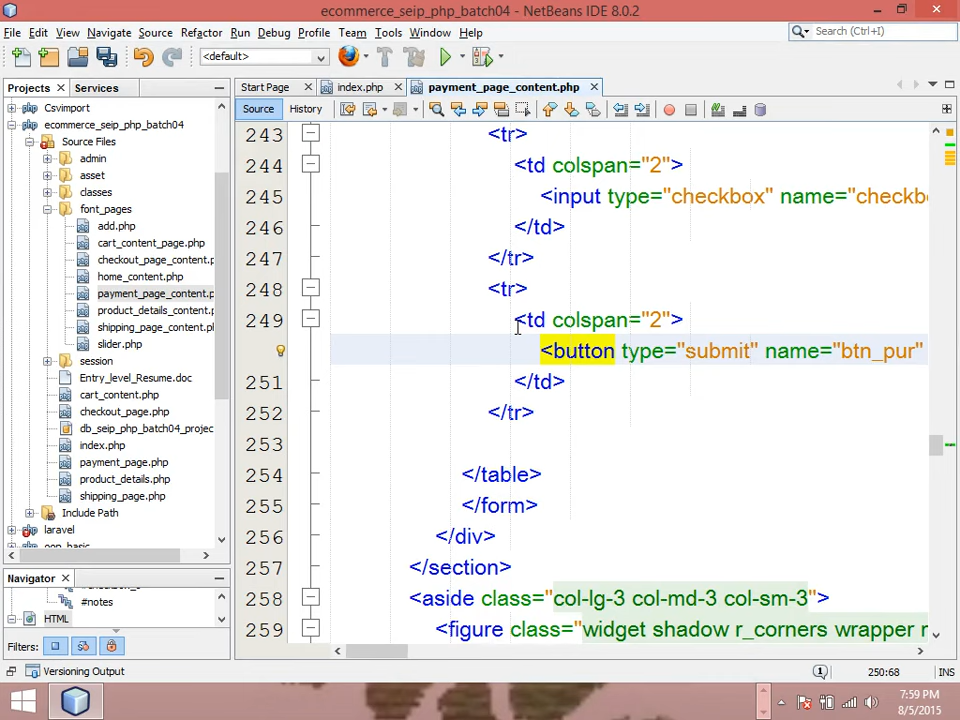 ecommerce_seip_php_batch04 - NetBeans IDE 8.0.2
File Edit View Navigate Source Refactor Run Debug Profile Team Tools Window Help
Search (Ctrl+I)
<default>
Projects Services
Start Page index.php payment_page_content.php
Source History
Csvimport
ecommerce_seip_php_batch04
Source Files
admin
asset
classes
font_pages
add.php
cart_content_page.php
checkout_page_content.p
home_content.php
payment_page_content.p
product_details_content.p
shipping_page_content.p
slider.php
session
Entry_level_Resume.doc
cart_content.php
checkout_page.php
db_seip_php_batch04_projec
index.php
payment_page.php
product_details.php
shipping_page.php
Include Path
laravel
Navigator
#notes
HTML
Filters:
243 <tr>
244 <td colspan="2">
245 <input type="checkbox" name="checkb
246 </td>
247 </tr>
248 <tr>
249 <td colspan="2">
<button type="submit" name="btn_pur"
251 </td>
252 </tr>
253
254 </table>
255 </form>
256 </div>
257 </section>
258 <aside class="col-lg-3 col-md-3 col-sm-3">
259 <figure class="widget shadow r_corners wrapper
Versioning Output
1
250:68
INS
7:59 PM
8/5/2015